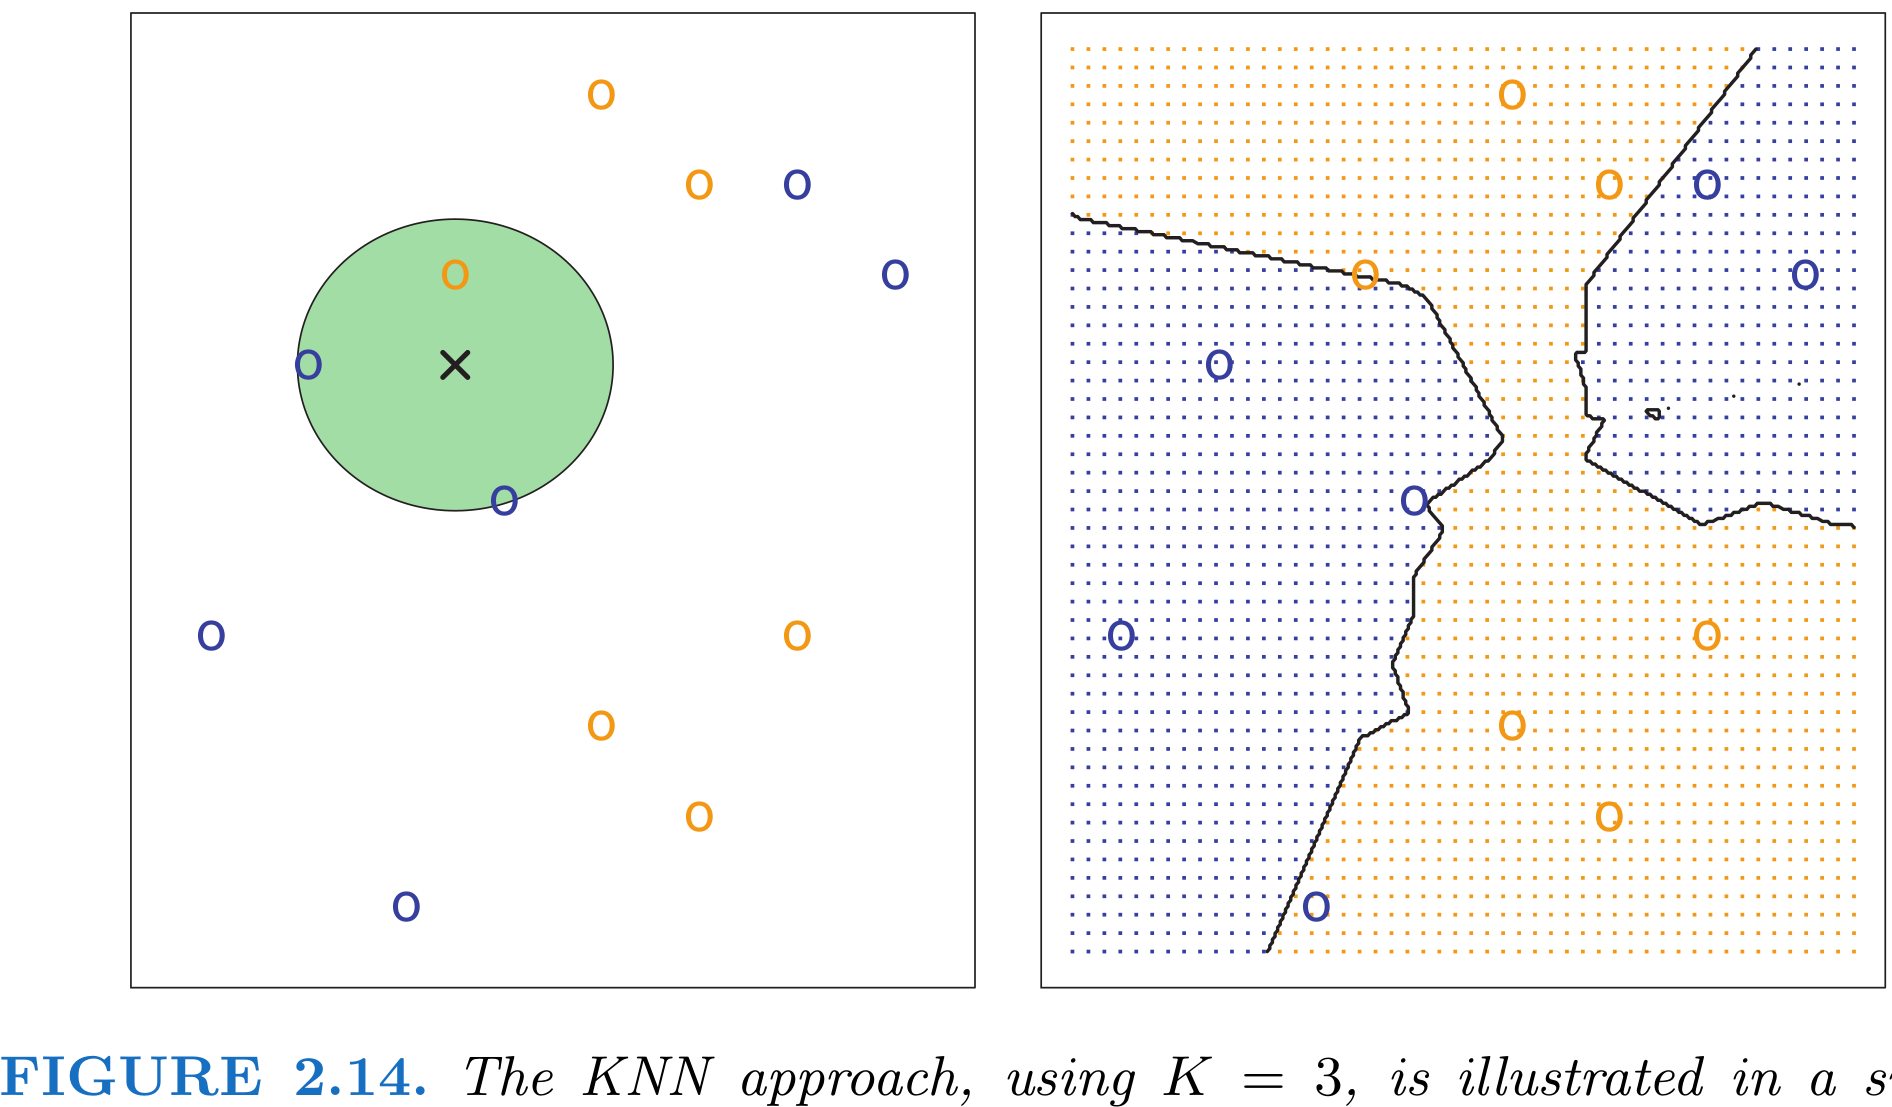 FIGURE 2.14. The KNN approach, using K = 3, is illustrated in a